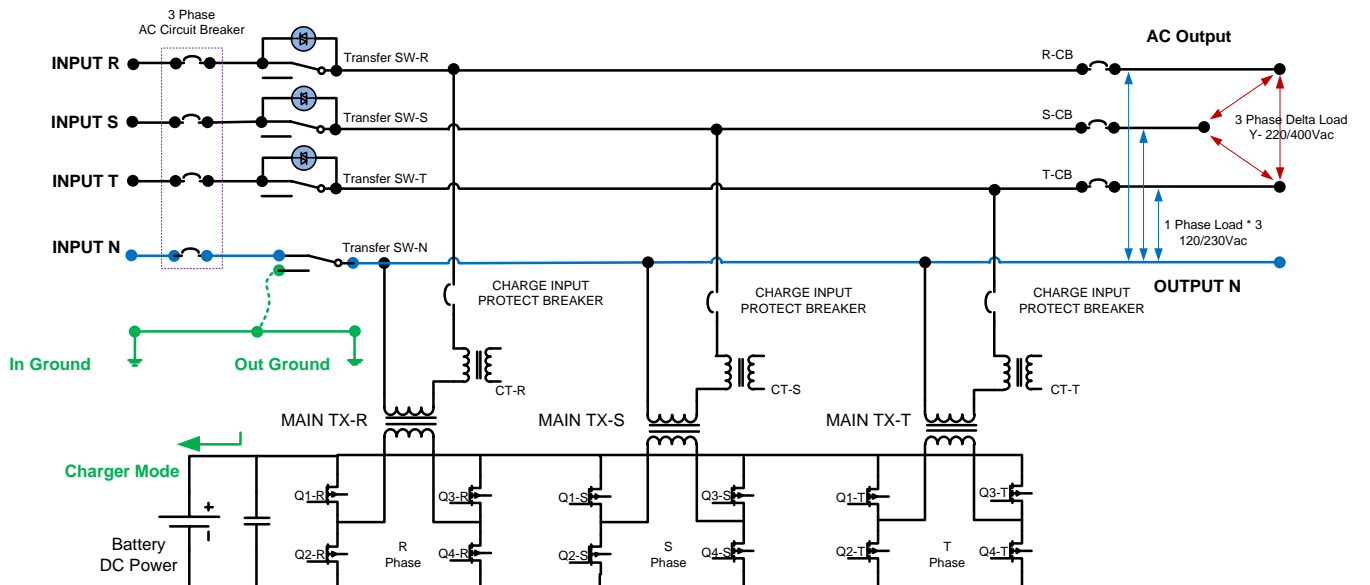 3 Phase
AC Circuit Breaker
AC Output
INPUT R
Transfer SW-R
R-CB
INPUT S
Transfer SW-S
S-CB
3 Phase Delta Load
Y- 220/400Vac
INPUT T
Transfer SW-T
T-CB
1 Phase Load * 3
120/230Vac
INPUT N
Transfer SW-N
OUTPUT N
CHARGE INPUT
PROTECT BREAKER
CHARGE INPUT
PROTECT BREAKER
CHARGE INPUT
PROTECT BREAKER
In Ground
Out Ground
CT-R
CT-S
CT-T
MAIN TX-R
MAIN TX-S
MAIN TX-T
Charger Mode
Q1-R
Q3-R
Q1-S
Q3-S
Q1-T
Q3-T
+
Battery
DC Power
Q2-R
R
Phase
Q4-R
Q2-S
S
Phase
Q4-S
Q2-T
T
Phase
Q4-T